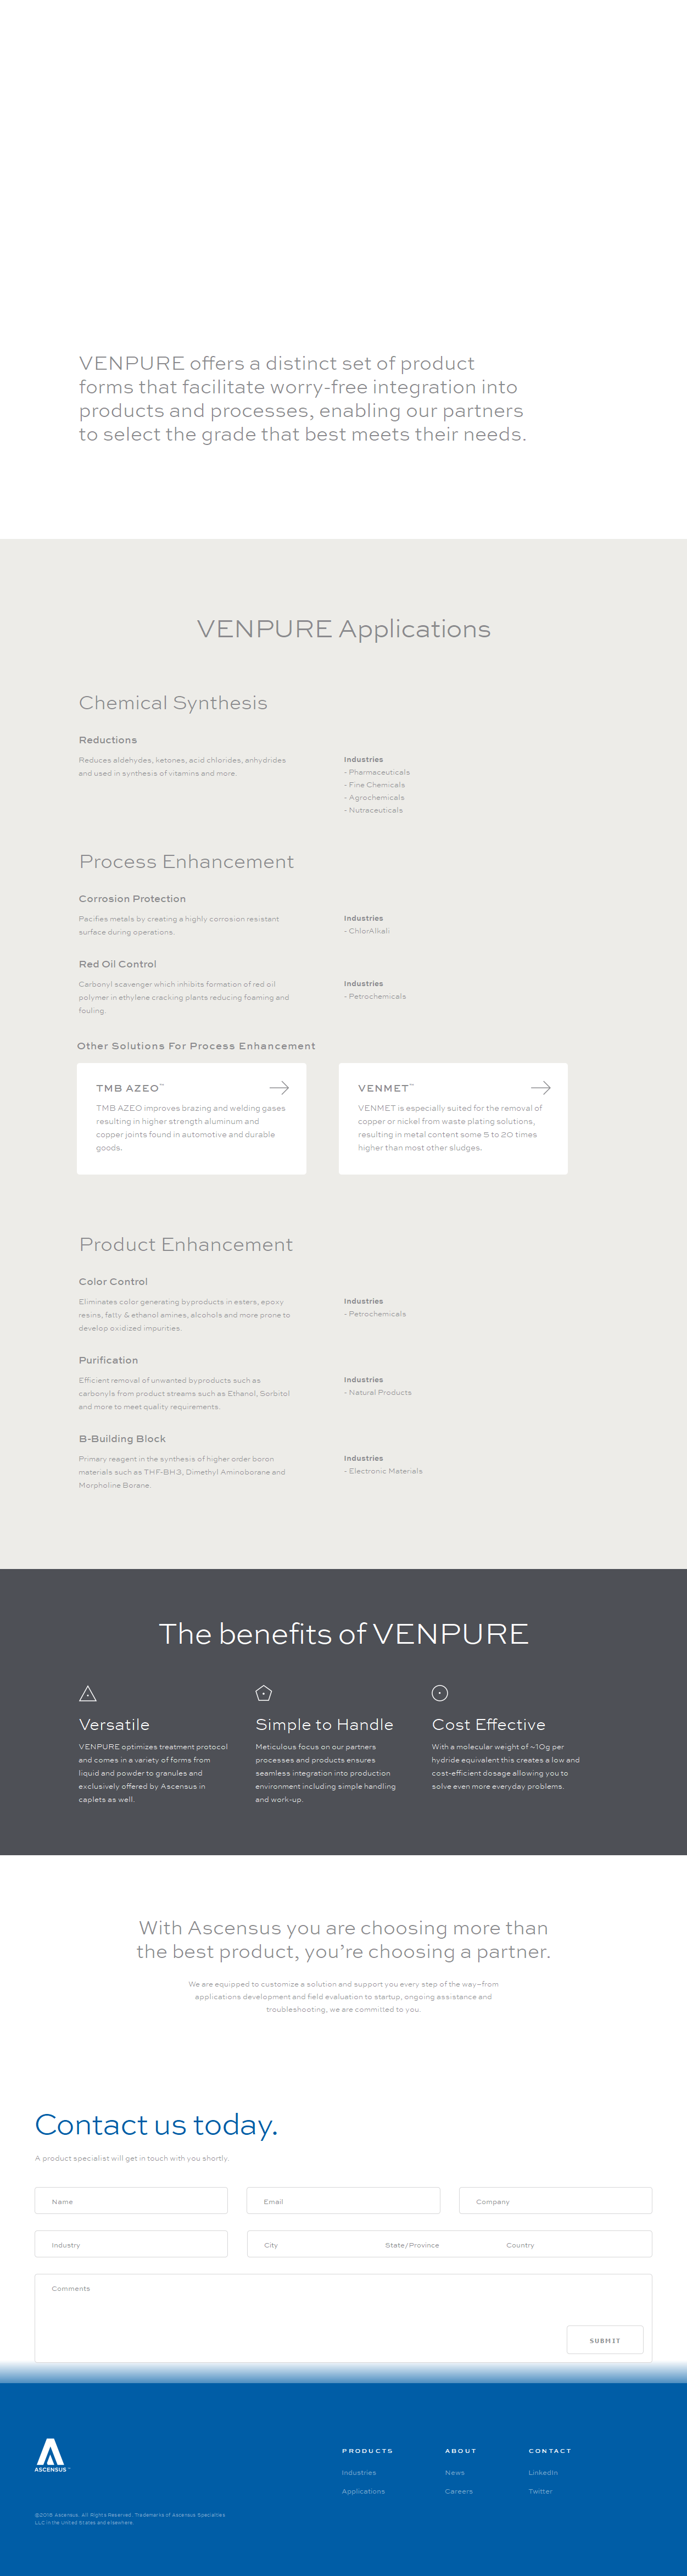 VENPURE offers a distinct set of product
forms that facilitate worry-free integration into
products and processes, enabling our partners
to select the grade that best meets their needs.
VENPURE Applications
Chemical Synthesis
Reductions
Reduces aldehydes, ketones, acid chlorides, anhydrides
and used in synthesis of vitamins and more.
Industries
- Pharmaceuticals
- Fine Chemicals
- Agrochemicals
- Nutraceuticals
Process Enhancement
Corrosion Protection
Pacifies metals by creating a highly corrosion resistant
surface during operations.
Industries
- ChlorAlkali
Red Oil Control
Carbonyl scavenger which inhibits formation of red oil
polymer in ethylene cracking plants reducing foaming and
fouling.
Industries
- Petrochemicals
Other Solutions For Process Enhancement
TMB AZEO™
TMB AZEO improves brazing and welding gases
resulting in higher strength aluminum and
copper joints found in automotive and durable
goods.
VENMET™
VENMET is especially suited for the removal of
copper or nickel from waste plating solutions,
resulting in metal content some 5 to 20 times
higher than most other sludges.
Product Enhancement
Color Control
Eliminates color generating byproducts in esters, epoxy
resins, fatty & ethanol amines, alcohols and more prone to
develop oxidized impurities.
Industries
- Petrochemicals
Purification
Efficient removal of unwanted byproducts such as
carbonyls from product streams such as Ethanol, Sorbitol
and more to meet quality requirements.
Industries
- Natural Products
B-Building Block
Primary reagent in the synthesis of higher order boron
materials such as THF-BH3, Dimethyl Aminoborane and
Morpholine Borane.
Industries
- Electronic Materials
The benefits of VENPURE
Versatile
VENPURE optimizes treatment protocol
and comes in a variety of forms from
liquid and powder to granules and
exclusively offered by Ascensus in
caplets as well.
Simple to Handle
Meticulous focus on our partners
processes and products ensures
seamless integration into production
environment including simple handling
and work-up.
Cost Effective
With a molecular weight of ~10g per
hydride equivalent this creates a low and
cost-efficient dosage allowing you to
solve even more everyday problems.
With Ascensus you are choosing more than
the best product, you’re choosing a partner.
We are equipped to customize a solution and support you every step of the way—from
applications development and field evaluation to startup, ongoing assistance and
troubleshooting, we are committed to you.
Contact us today.
A product specialist will get in touch with you shortly.
Name
Email
Company
Industry
City
State/Province
Country
Comments
SUBMIT
ASCENSUS
PRODUCTS
Industries
Applications
ABOUT
News
Careers
CONTACT
LinkedIn
Twitter
©2018 Ascensus. All Rights Reserved. Trademarks of Ascensus Specialties
LLC in the United States and elsewhere.